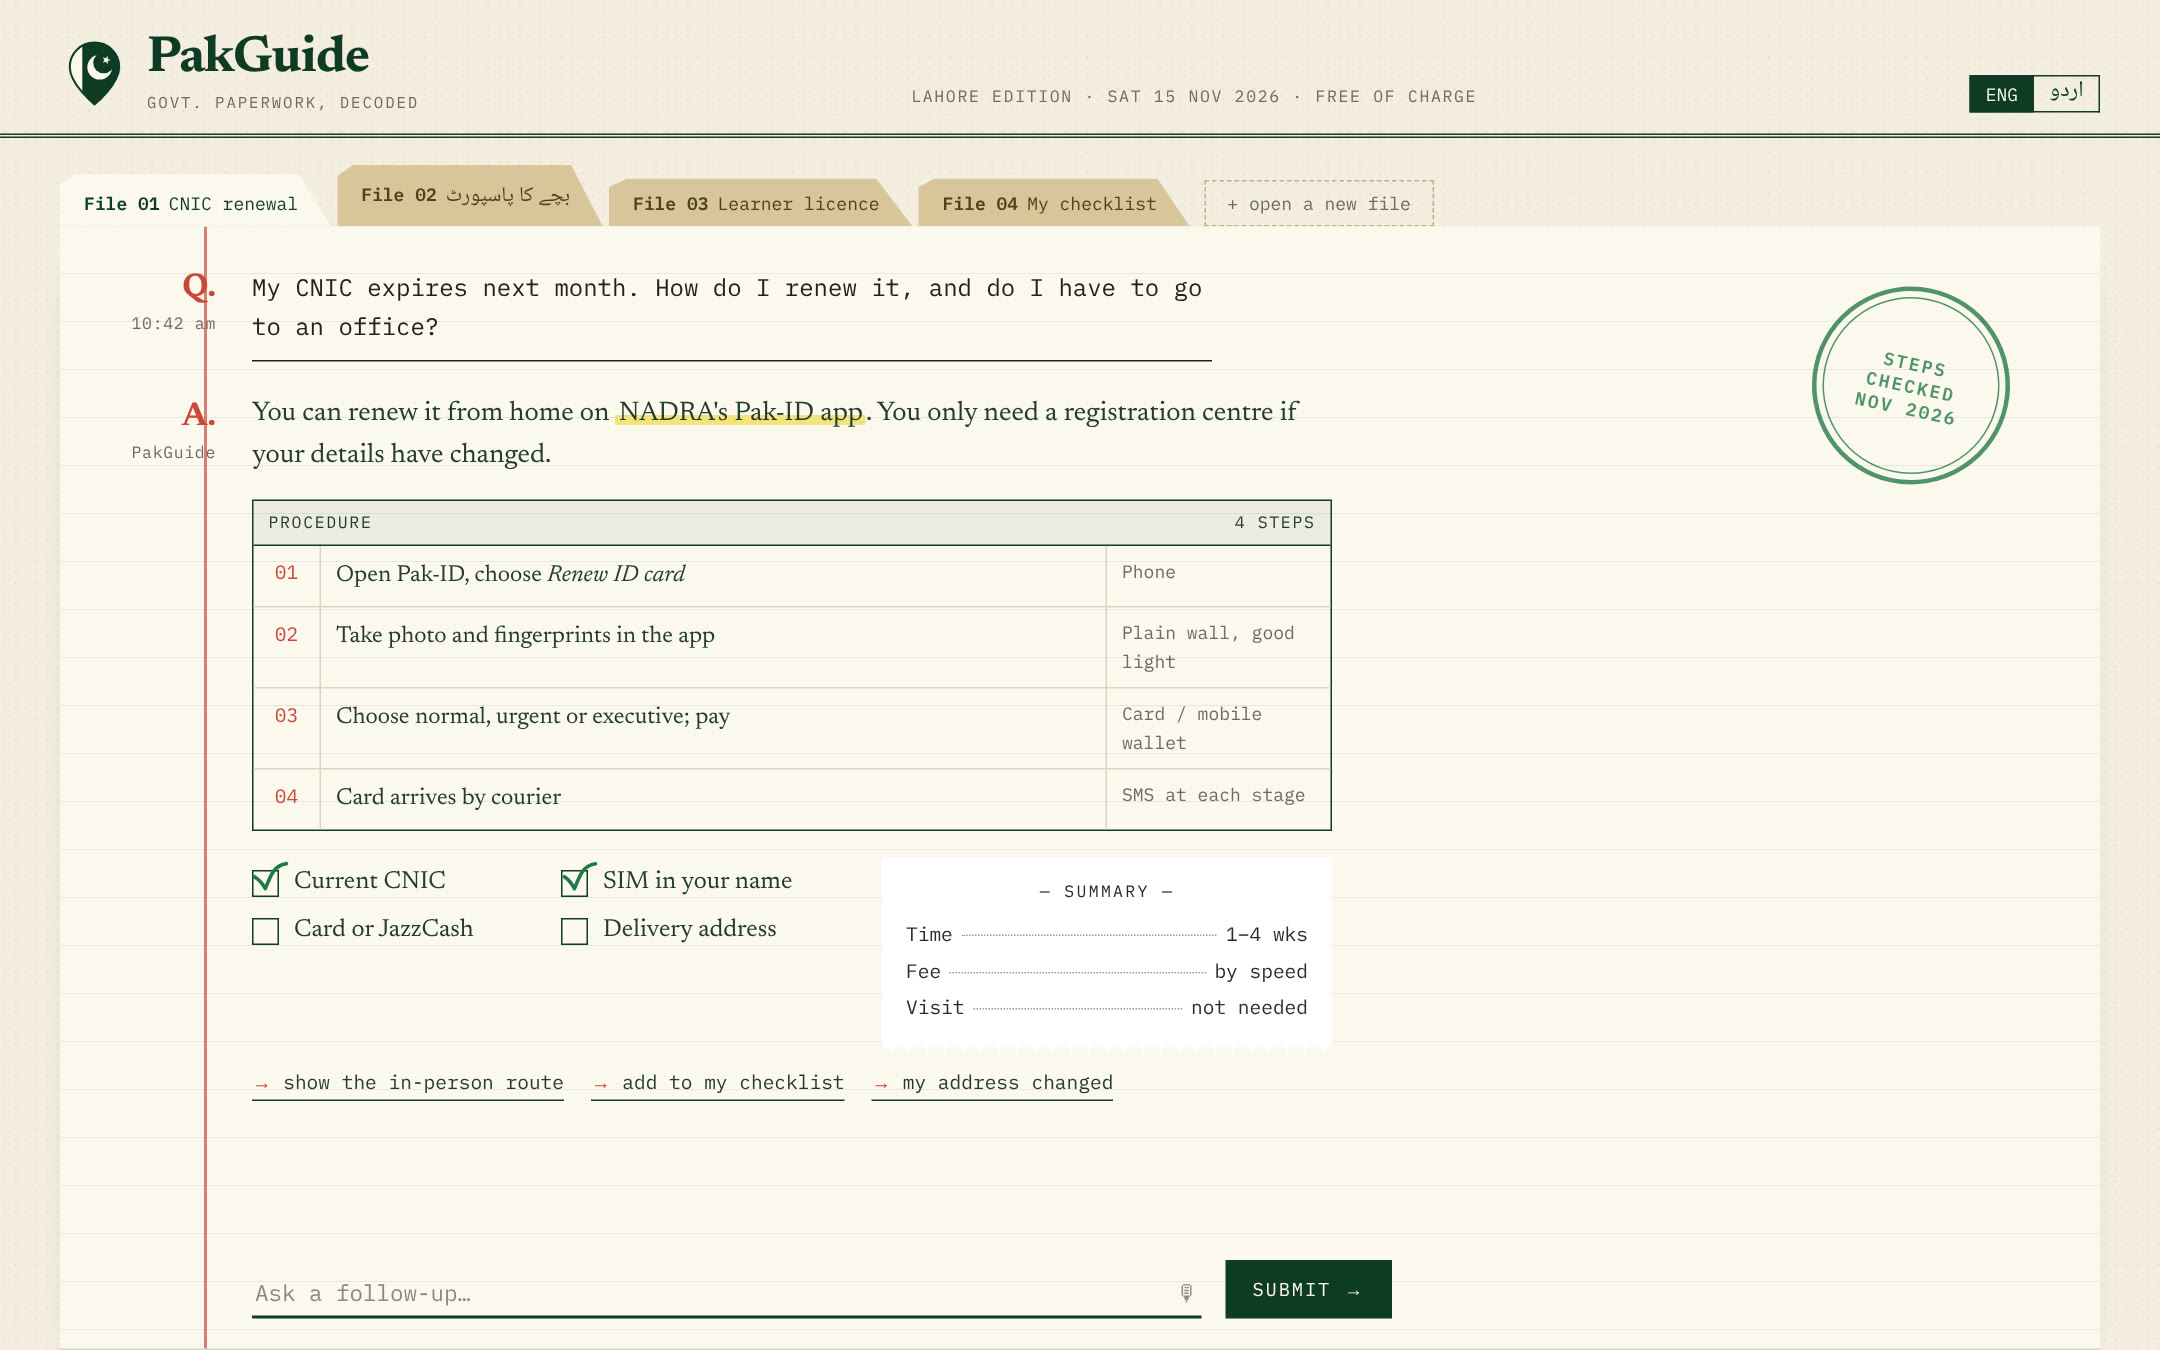 PakGuide
GOVT. PAPERWORK, DECODED
LAHORE EDITION · SAT 15 NOV 2026 · FREE OF CHARGE
ENG اردو
File 01 CNIC renewal
File 02 بچے کا پاسپورٹ
File 03 Learner licence
File 04 My checklist
+ open a new file
Q.
10:42 am
My CNIC expires next month. How do I renew it, and do I have to go
to an office?
STEPS
CHECKED
NOV 2026
A.
PakGuide
You can renew it from home on NADRA's Pak-ID app. You only need a registration centre if
your details have changed.
PROCEDURE 4 STEPS
01 Open Pak-ID, choose Renew ID card Phone
02 Take photo and fingerprints in the app Plain wall, good
light
03 Choose normal, urgent or executive; pay Card / mobile
wallet
04 Card arrives by courier SMS at each stage
Current CNIC
SIM in your name
Card or JazzCash
Delivery address
— SUMMARY —
Time 1–4 wks
Fee by speed
Visit not needed
→ show the in-person route
→ add to my checklist
→ my address changed
Ask a follow-up…
SUBMIT →